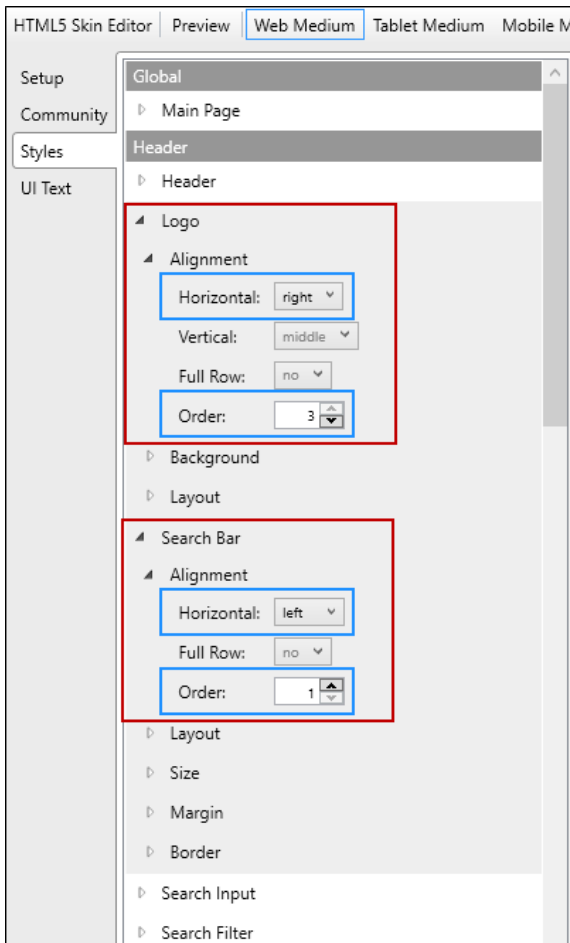 HTML5 Skin Editor Preview Web Medium Tablet Medium Mobile M
Setup
Community
Styles
UI Text
Global
Main Page
Header
Header
Logo
Alignment
Horizontal: right
Vertical: middle
Full Row: no
Order: 3
Background
Layout
Search Bar
Alignment
Horizontal: left
Full Row: no
Order: 1
Layout
Size
Margin
Border
Search Input
Search Filter